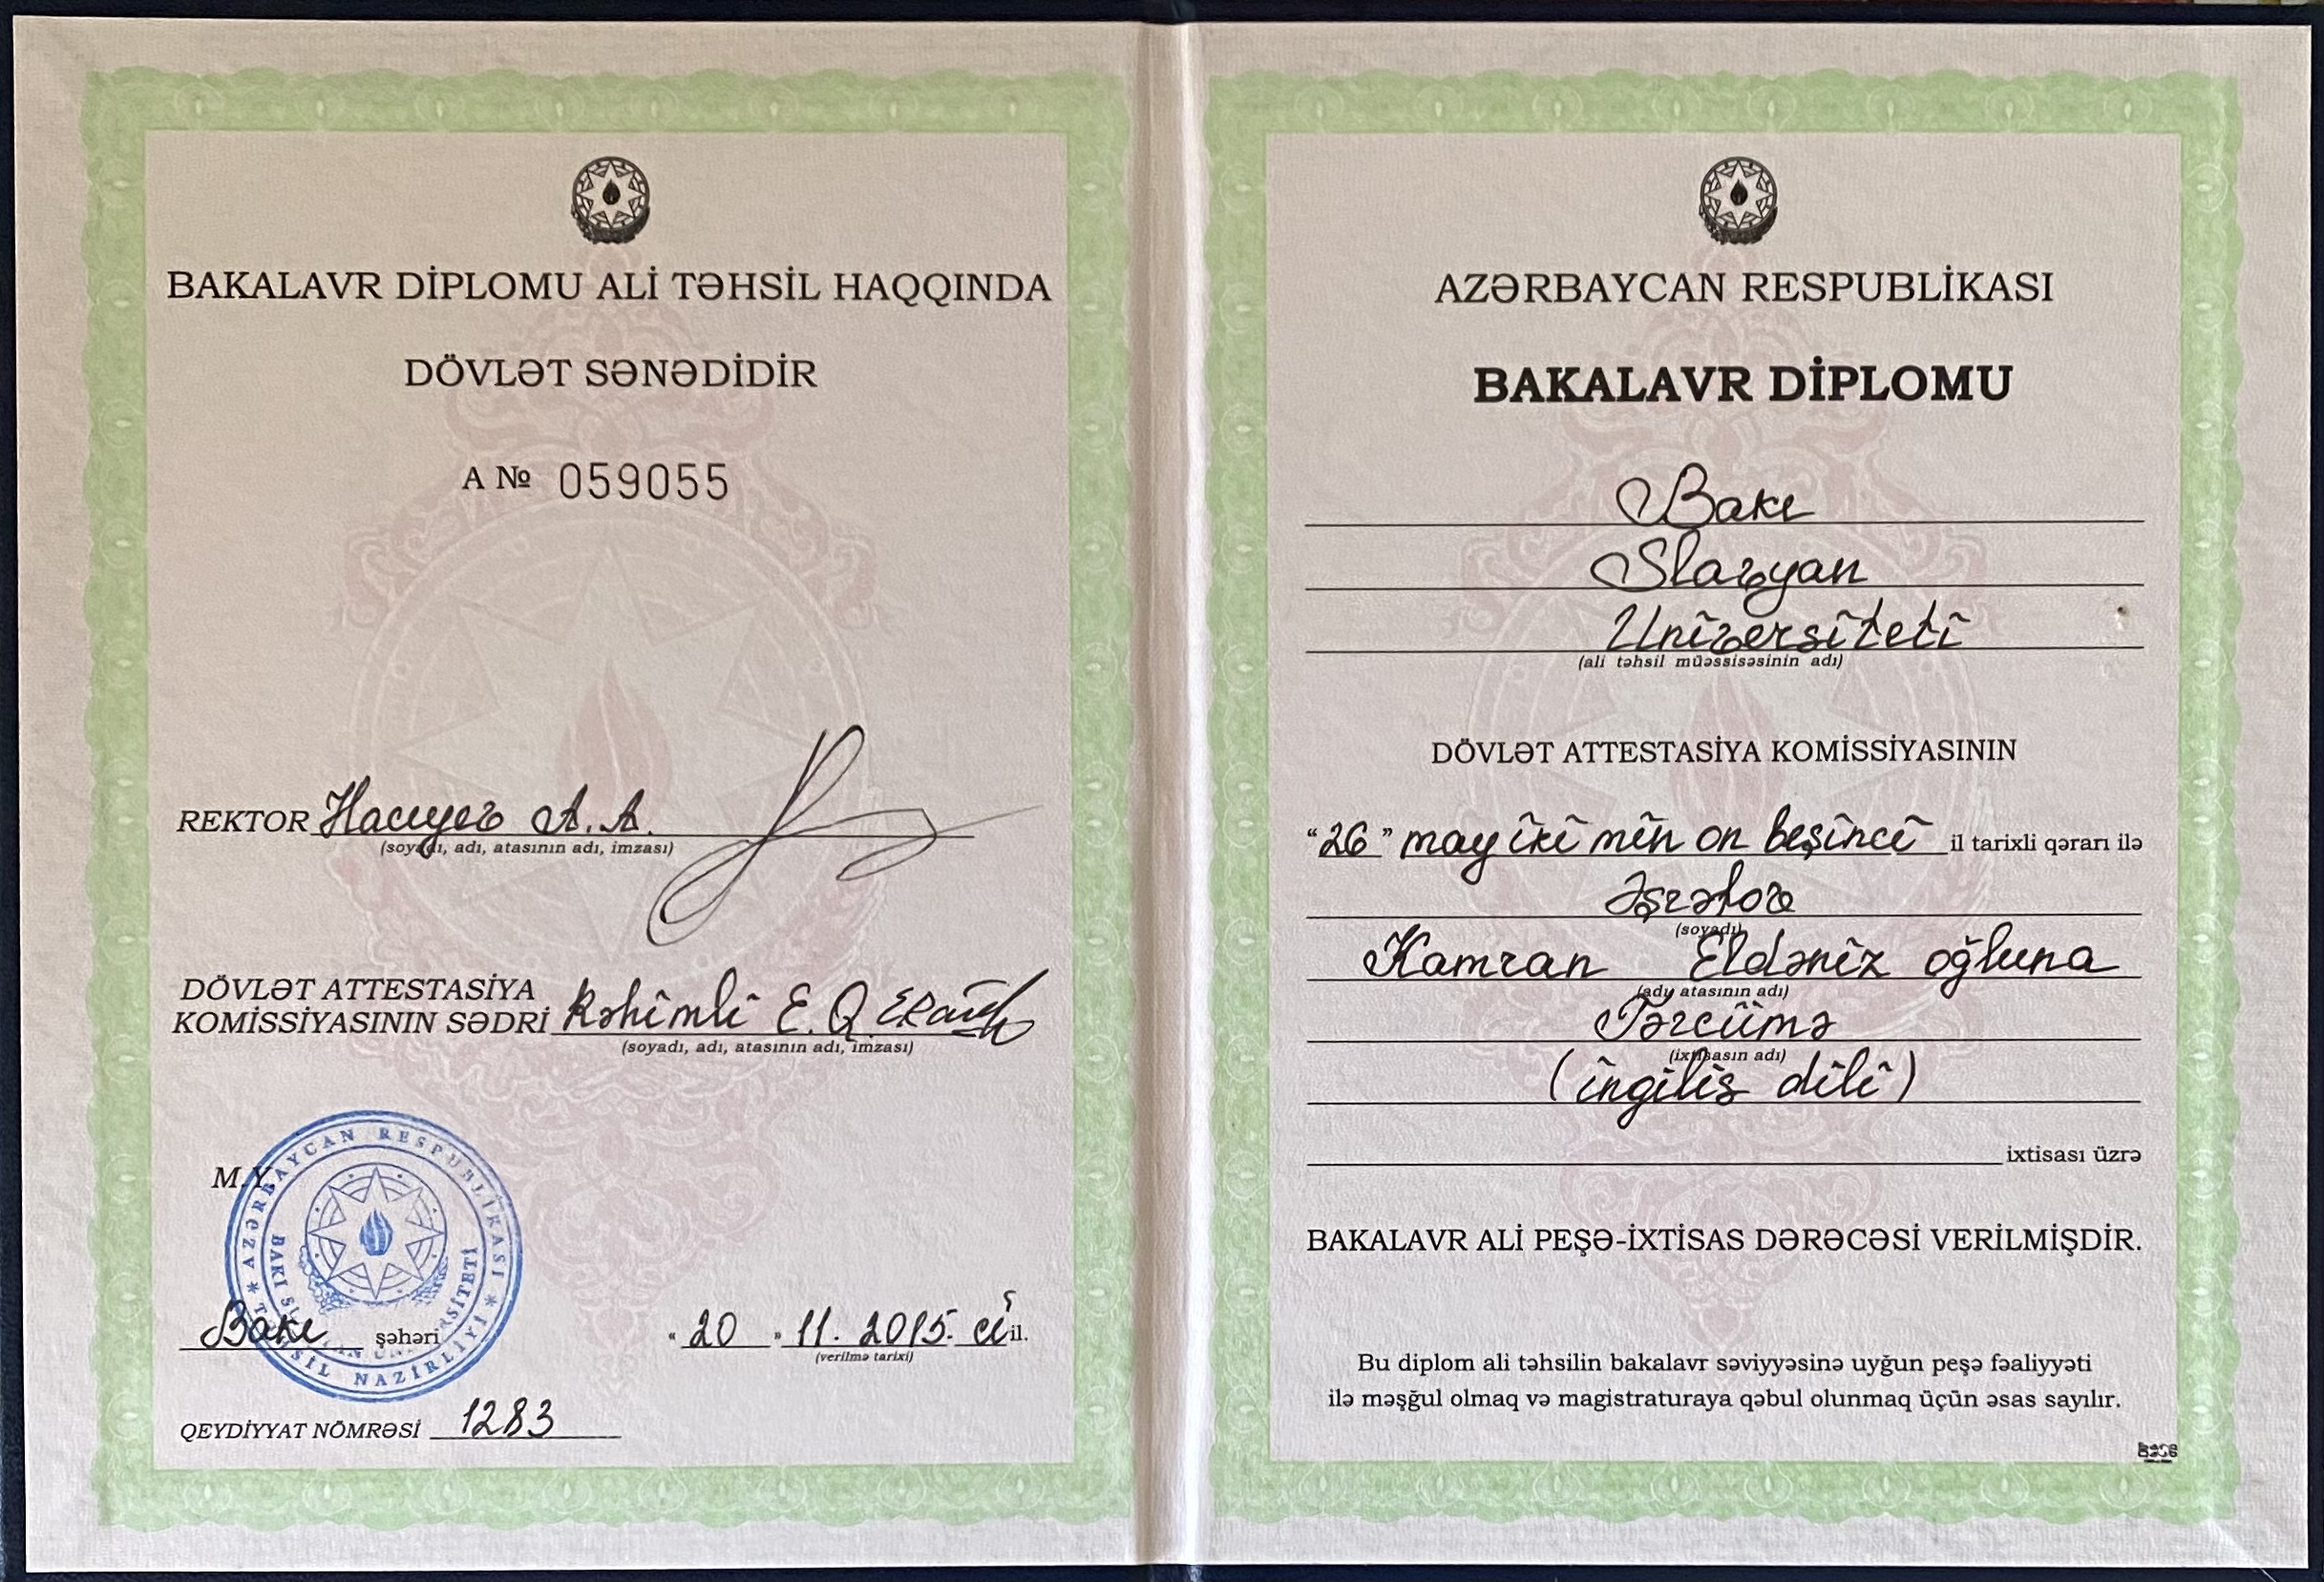 BAKALAVR DİPLOMU ALİ TƏHSİL HAQQINDA
DÖVLƏT SƏNƏDİDİR
A № 059055
REKTOR Hacıyev A. A.
(soyadı, adı, atasının adı, imzası)
DÖVLƏT ATTESTASİYA
KOMİSSİYASININ SƏDRİ Rəhimli E. Q.
(soyadı, adı, atasının adı, imzası)
M.Y.
AZƏRBAYCAN RESPUBLİKASI
TƏHSİL NAZİRLİYİ
Bakı şəhəri
« 20 » 11. 2015. ci il.
(verilmə tarixi)
QEYDİYYAT NÖMRƏSİ 1283
AZƏRBAYCAN RESPUBLİKASI
BAKALAVR DİPLOMU
Bakı
Slavyan
Universiteti
(ali təhsil müəssisəsinin adı)
DÖVLƏT ATTESTASİYA KOMİSSİYASININ
“26” may iki min on beşinci il tarixli qərarı ilə
Əşrəfov
(soyadı)
Kamran Eldəniz oğluna
(adı, atasının adı)
Tərcümə
(ixtisasın adı)
(ingilis dili)
ixtisası üzrə
BAKALAVR ALİ PEŞƏ-İXTİSAS DƏRƏCƏSİ VERİLMİŞDİR.
Bu diplom ali təhsilin bakalavr səviyyəsinə uyğun peşə fəaliyyəti
ilə məşğul olmaq və magistraturaya qəbul olunmaq üçün əsas sayılır.